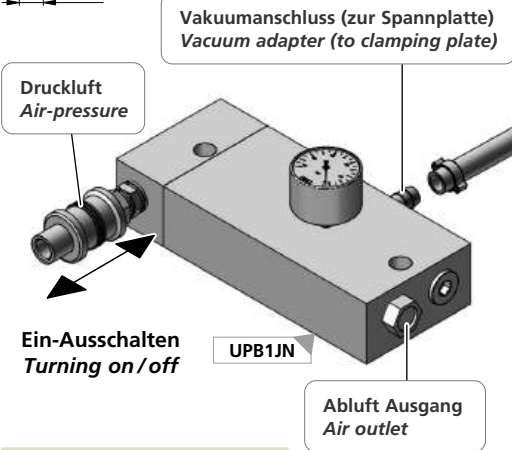 Vakuumanschluss (zur Spannplatte)
Vacuum adapter (to clamping plate)
Druckluft
Air-pressure
Ein-Ausschalten
Turning on / off
UPB1JN
Abluft Ausgang
Air outlet